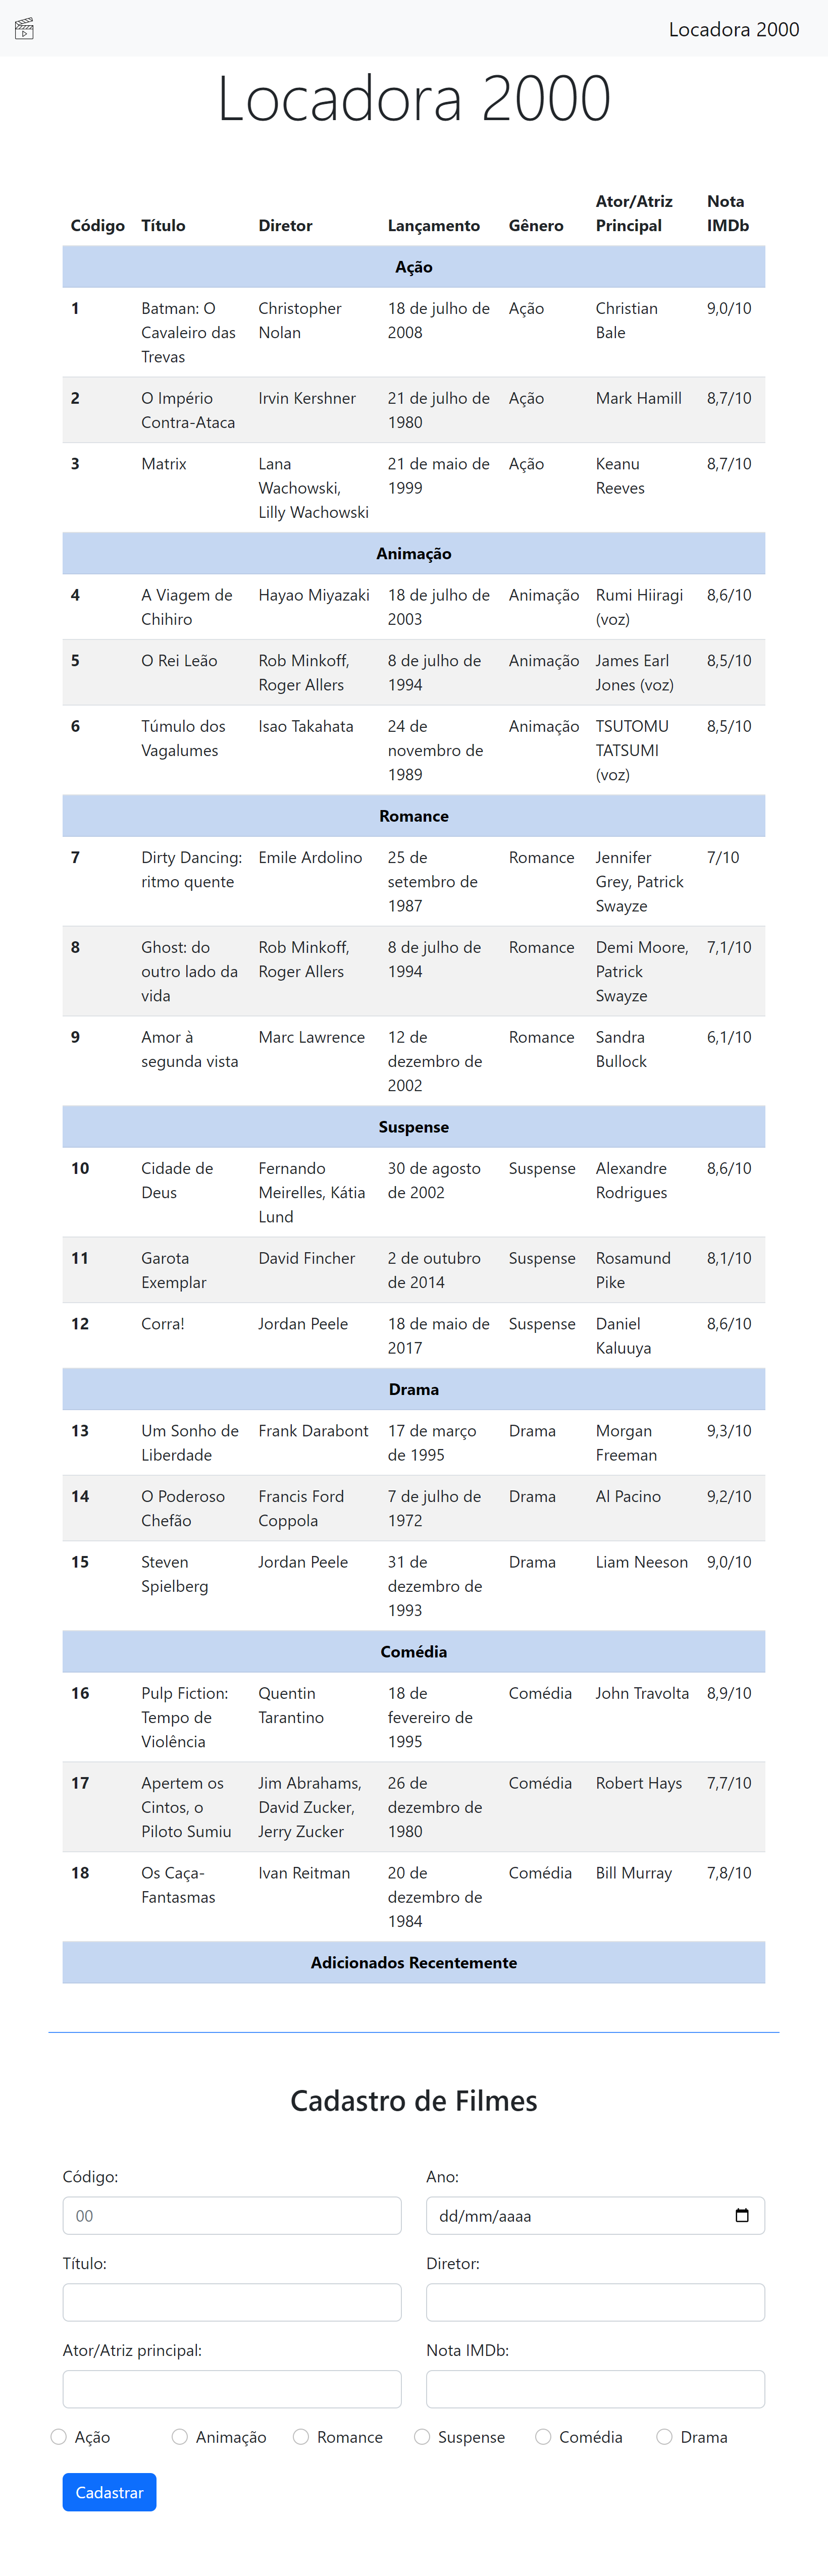 Locadora 2000
Locadora 2000
Código Título Diretor Lançamento Gênero Ator/Atriz Principal Nota IMDb
Ação
1 Batman: O Cavaleiro das Trevas Christopher Nolan 18 de julho de 2008 Ação Christian Bale 9,0/10
2 O Império Contra-Ataca Irvin Kershner 21 de julho de 1980 Ação Mark Hamill 8,7/10
3 Matrix Lana Wachowski, Lilly Wachowski 21 de maio de 1999 Ação Keanu Reeves 8,7/10
Animação
4 A Viagem de Chihiro Hayao Miyazaki 18 de julho de 2003 Animação Rumi Hiiragi (voz) 8,6/10
5 O Rei Leão Rob Minkoff, Roger Allers 8 de julho de 1994 Animação James Earl Jones (voz) 8,5/10
6 Túmulo dos Vagalumes Isao Takahata 24 de novembro de 1989 Animação TSUTOMU TATSUMI (voz) 8,5/10
Romance
7 Dirty Dancing: ritmo quente Emile Ardolino 25 de setembro de 1987 Romance Jennifer Grey, Patrick Swayze 7/10
8 Ghost: do outro lado da vida Rob Minkoff, Roger Allers 8 de julho de 1994 Romance Demi Moore, Patrick Swayze 7,1/10
9 Amor à segunda vista Marc Lawrence 12 de dezembro de 2002 Romance Sandra Bullock 6,1/10
Suspense
10 Cidade de Deus Fernando Meirelles, Kátia Lund 30 de agosto de 2002 Suspense Alexandre Rodrigues 8,6/10
11 Garota Exemplar David Fincher 2 de outubro de 2014 Suspense Rosamund Pike 8,1/10
12 Corra! Jordan Peele 18 de maio de 2017 Suspense Daniel Kaluuya 8,6/10
Drama
13 Um Sonho de Liberdade Frank Darabont 17 de março de 1995 Drama Morgan Freeman 9,3/10
14 O Poderoso Chefão Francis Ford Coppola 7 de julho de 1972 Drama Al Pacino 9,2/10
15 Steven Spielberg Jordan Peele 31 de dezembro de 1993 Drama Liam Neeson 9,0/10
Comédia
16 Pulp Fiction: Tempo de Violência Quentin Tarantino 18 de fevereiro de 1995 Comédia John Travolta 8,9/10
17 Apertem os Cintos, o Piloto Sumiu Jim Abrahams, David Zucker, Jerry Zucker 26 de dezembro de 1980 Comédia Robert Hays 7,7/10
18 Os Caça-Fantasmas Ivan Reitman 20 de dezembro de 1984 Comédia Bill Murray 7,8/10
Adicionados Recentemente
Cadastro de Filmes
Código: Ano:
00 dd/mm/aaaa
Título: Diretor:
Ator/Atriz principal: Nota IMDb:
Ação Animação Romance Suspense Comédia Drama
Cadastrar